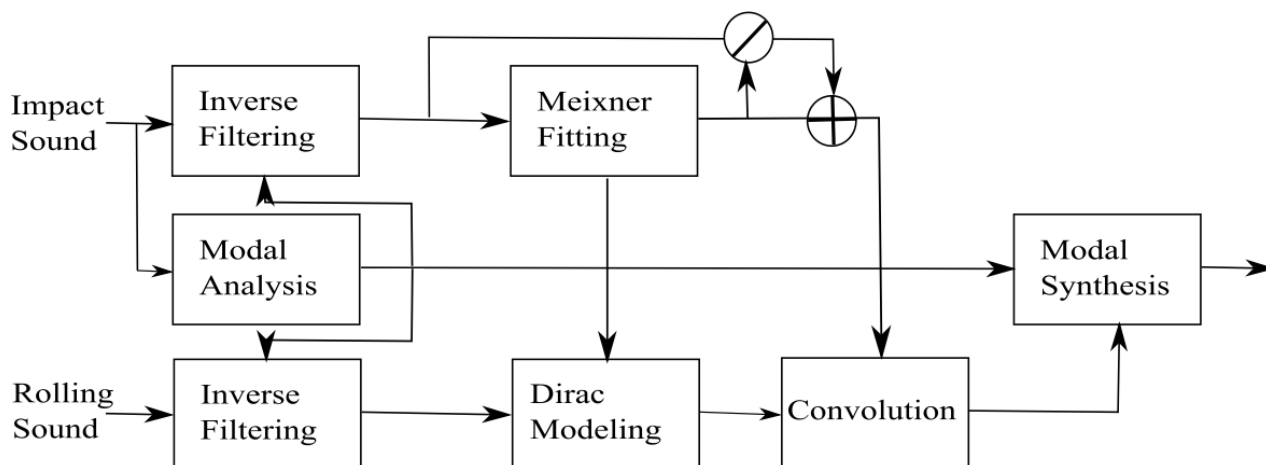 Impact
Sound
Inverse
Filtering
Meixner
Fitting
Modal
Analysis
Modal
Synthesis
Rolling
Sound
Inverse
Filtering
Dirac
Modeling
Convolution